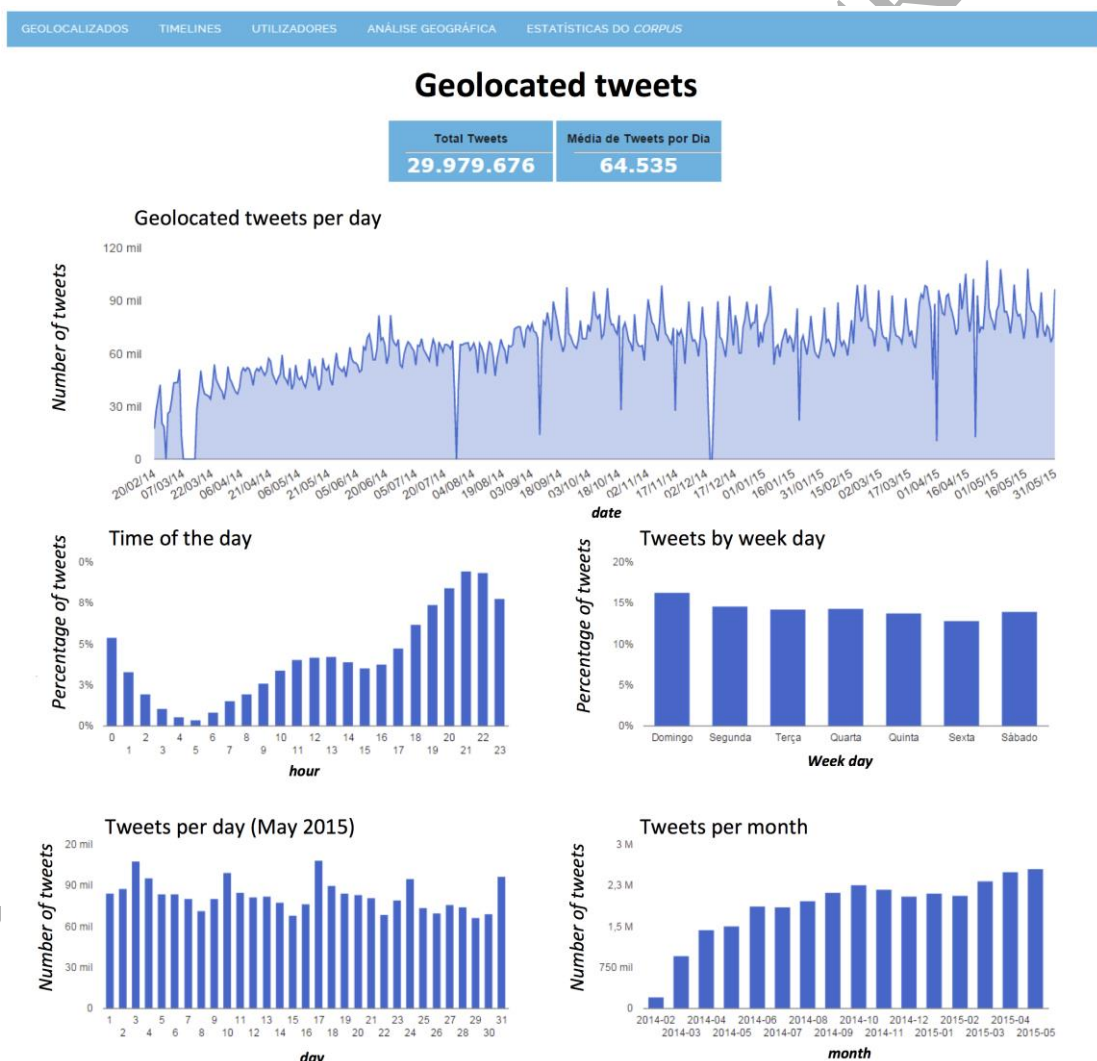 GEOLOCALIZADOS TIMELINES UTILIZADORES ANÁLISE GEOGRÁFICA ESTATÍSTICAS DO CORPUS
Geolocated tweets
Total Tweets
29.979.676
Média de Tweets por Dia
64.535
Geolocated tweets per day
Number of tweets
120 mil
90 mil
60 mil
30 mil
0
20/02/14 07/03/14 22/03/14 06/04/14 21/04/14 06/05/14 21/05/14 05/06/14 20/06/14 05/07/14 20/07/14 04/08/14 19/08/14 03/09/14 18/09/14 03/10/14 18/10/14 02/11/14 17/11/14 02/12/14 17/12/14 01/01/15 16/01/15 31/01/15 15/02/15 02/03/15 17/03/15 01/04/15 16/04/15 01/05/15 16/05/15 31/05/15
date
Time of the day
Percentage of tweets
0%
8%
5%
3%
0%
0 2 4 6 8 10 12 14 16 18 20 22
1 3 5 7 9 11 13 15 17 19 21 23
hour
Tweets by week day
Percentage of tweets
20%
15%
10%
5%
0%
Domingo Segunda Terça Quarta Quinta Sexta Sábado
Week day
Tweets per day (May 2015)
Number of tweets
20 mil
90 mil
60 mil
30 mil
0
1 3 5 7 9 11 13 15 17 19 21 23 25 27 29 31
2 4 6 8 10 12 14 16 18 20 22 24 26 28 30
day
Tweets per month
Number of tweets
3 M
2,3 M
1,5 M
750 mil
0
2014-02 2014-04 2014-06 2014-08 2014-10 2014-12 2015-02 2015-04
2014-03 2014-05 2014-07 2014-09 2014-11 2015-01 2015-03 2015-05
month